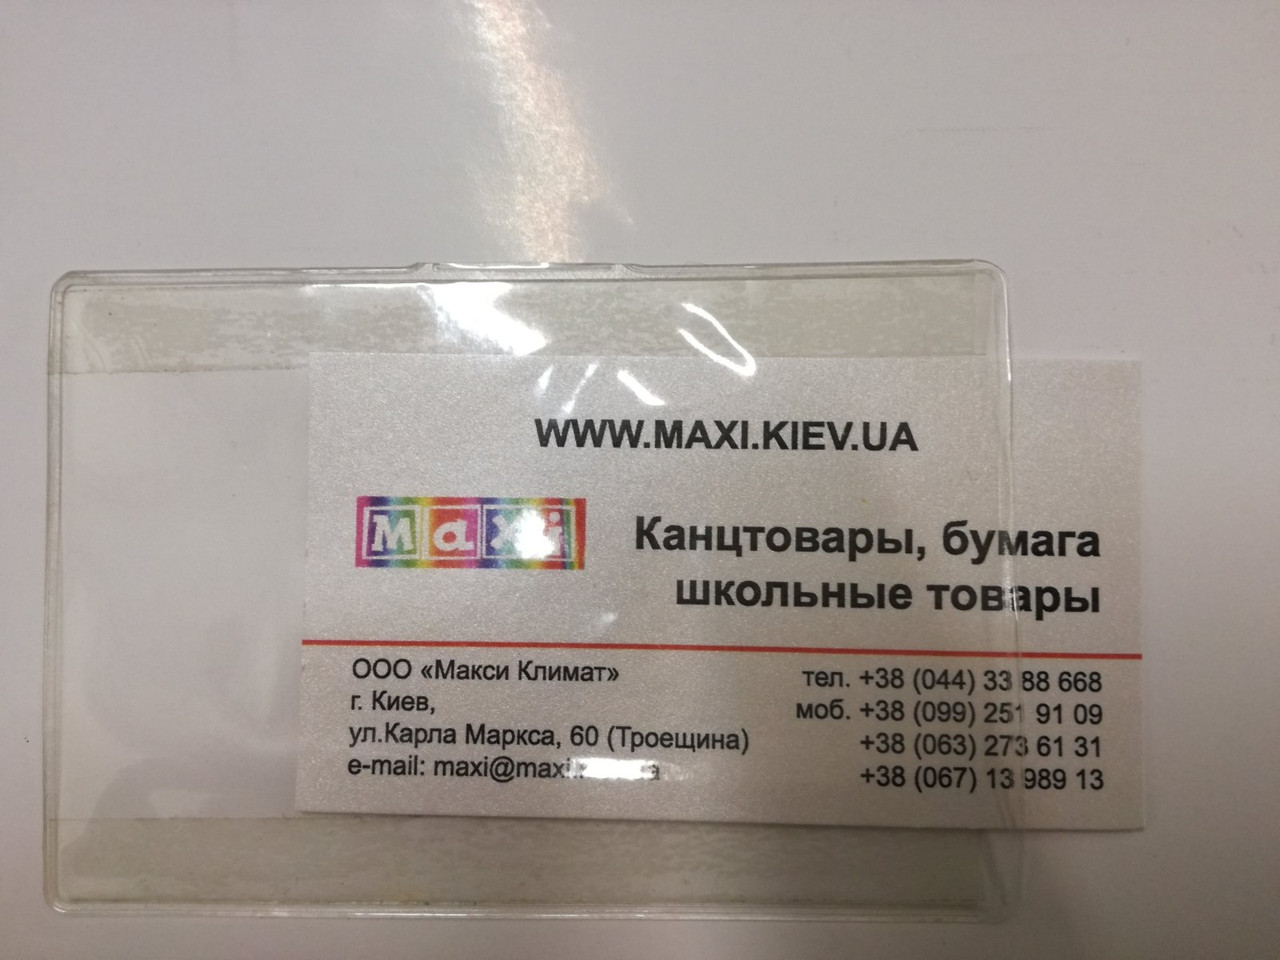 WWW.MAXI.KIEV.UA
Maxi
Канцтовары, бумага
школьные товары
ООО «Макси Климат»
г. Киев,
ул.Карла Маркса, 60 (Троещина)
e-mail:
тел. +38 (044) 33 88 668
моб. +38 (099) 251 91 09
+38 (063) 273 61 31
+38 (067) 13 989 13